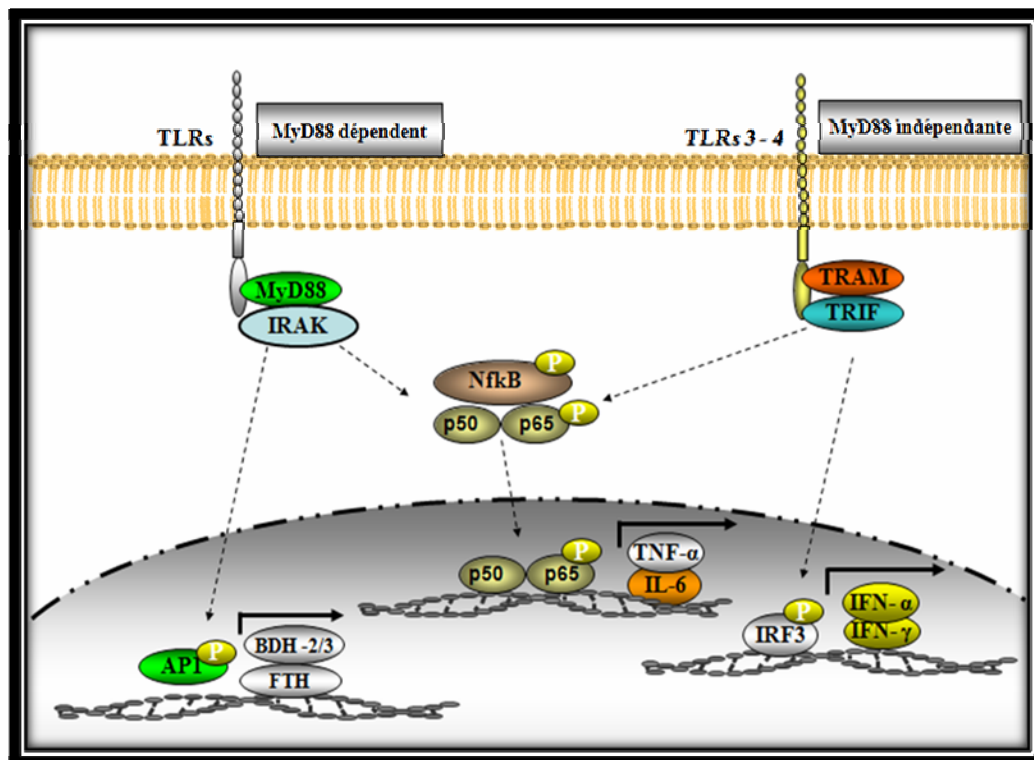 TLRs
MyD88 dépendent
TLRs 3 - 4
MyD88 indépendante
MyD88
IRAK
TRAM
TRIF
P
NfkB
p50
p65
P
p50
p65
P
TNF-α
IL-6
P
IRF3
IFN- α
IFN- γ
AP1
P
BDH -2/3
FTH